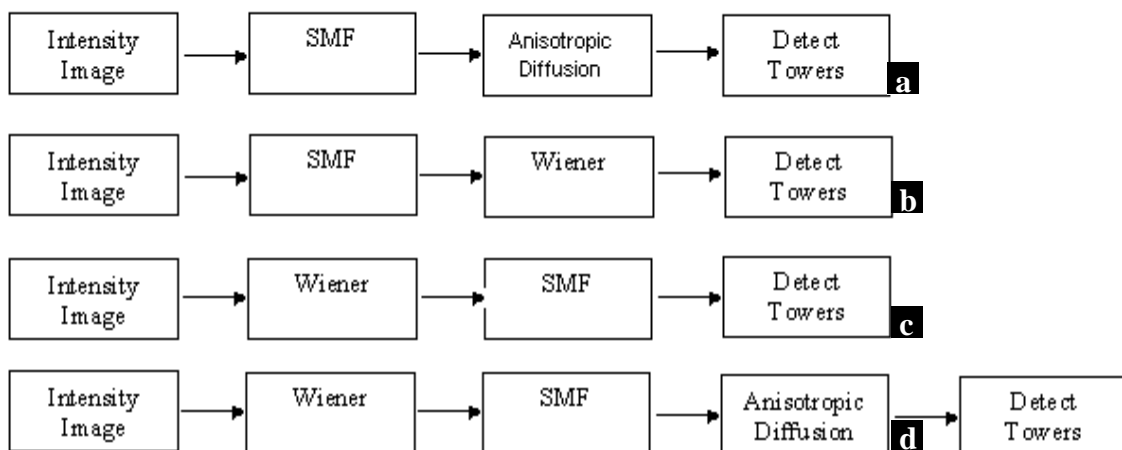 Intensity
Image
SMF
Anisotropic
Diffusion
Detect
Towers
a
Intensity
Image
SMF
Wiener
Detect
Towers
b
Intensity
Image
Wiener
SMF
Detect
Towers
c
Intensity
Image
Wiener
SMF
Anisotropic
Diffusion
d
Detect
Towers